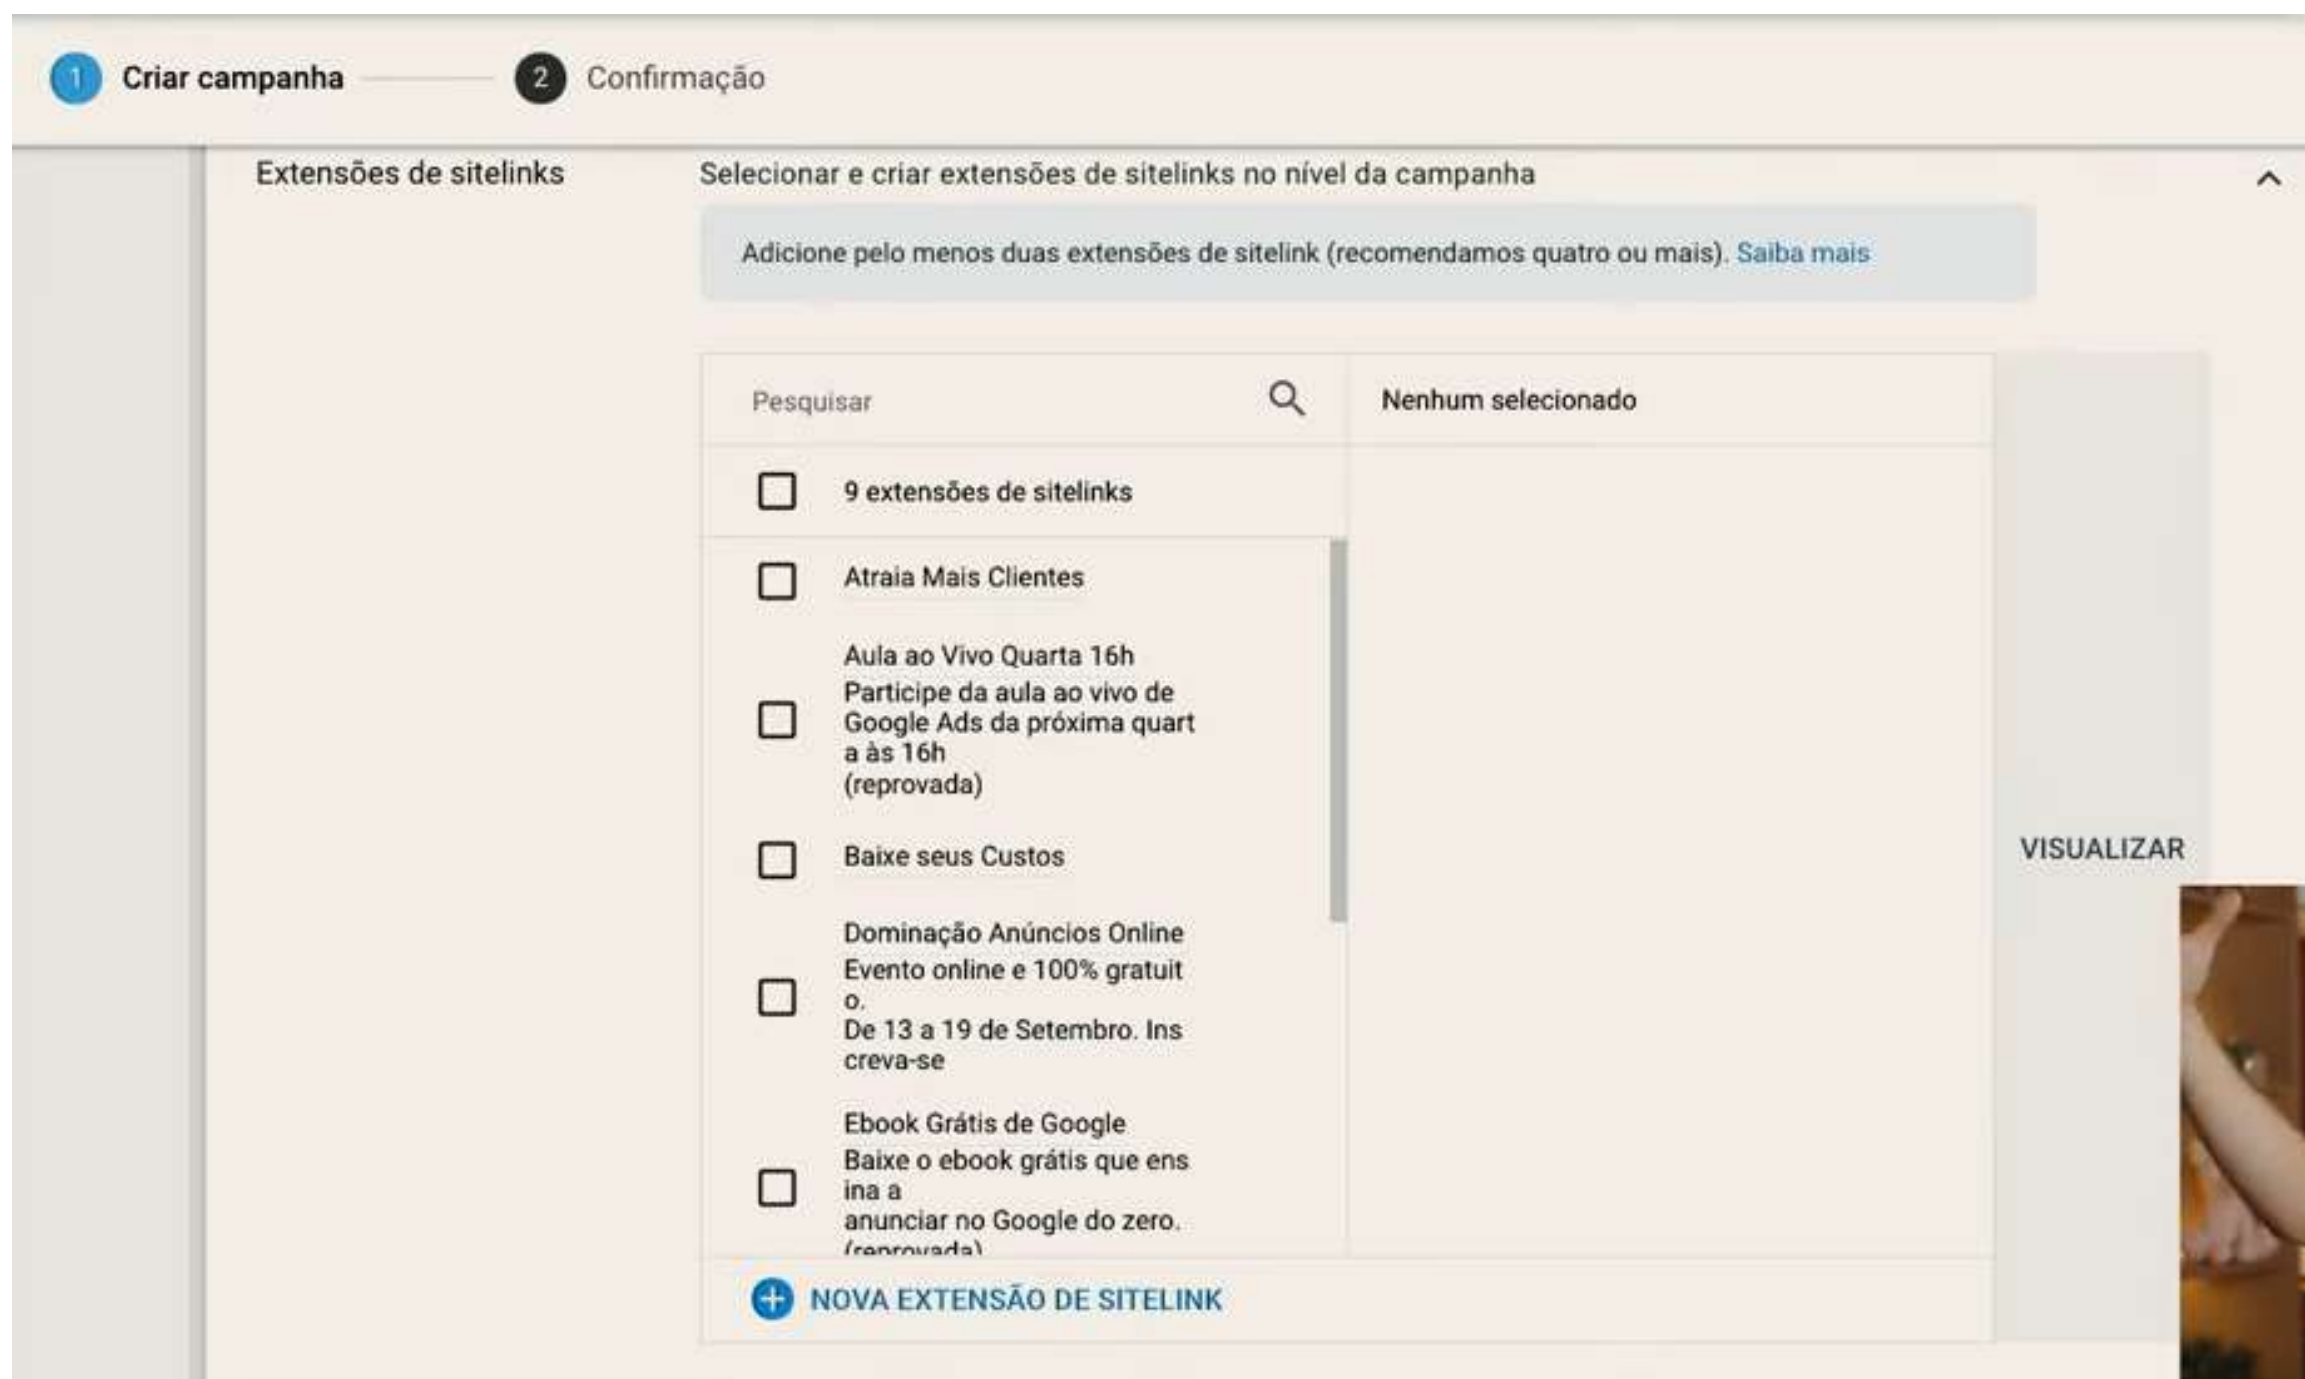 1 Criar campanha 2 Confirmação
Extensões de sitelinks
Selecionar e criar extensões de sitelinks no nível da campanha
Adicione pelo menos duas extensões de sitelink (recomendamos quatro ou mais). Saiba mais
Pesquisar
Nenhum selecionado
9 extensões de sitelinks
Atraia Mais Clientes
Aula ao Vivo Quarta 16h
Participe da aula ao vivo de
Google Ads da próxima quart
a às 16h
(reprovada)
Baixe seus Custos
Dominação Anúncios Online
Evento online e 100% gratuit
o.
De 13 a 19 de Setembro. Ins
creva-se
Ebook Grátis de Google
Baixe o ebook grátis que ens
ina a
anunciar no Google do zero.
(reprovada)
VISUALIZAR
NOVA EXTENSÃO DE SITELINK